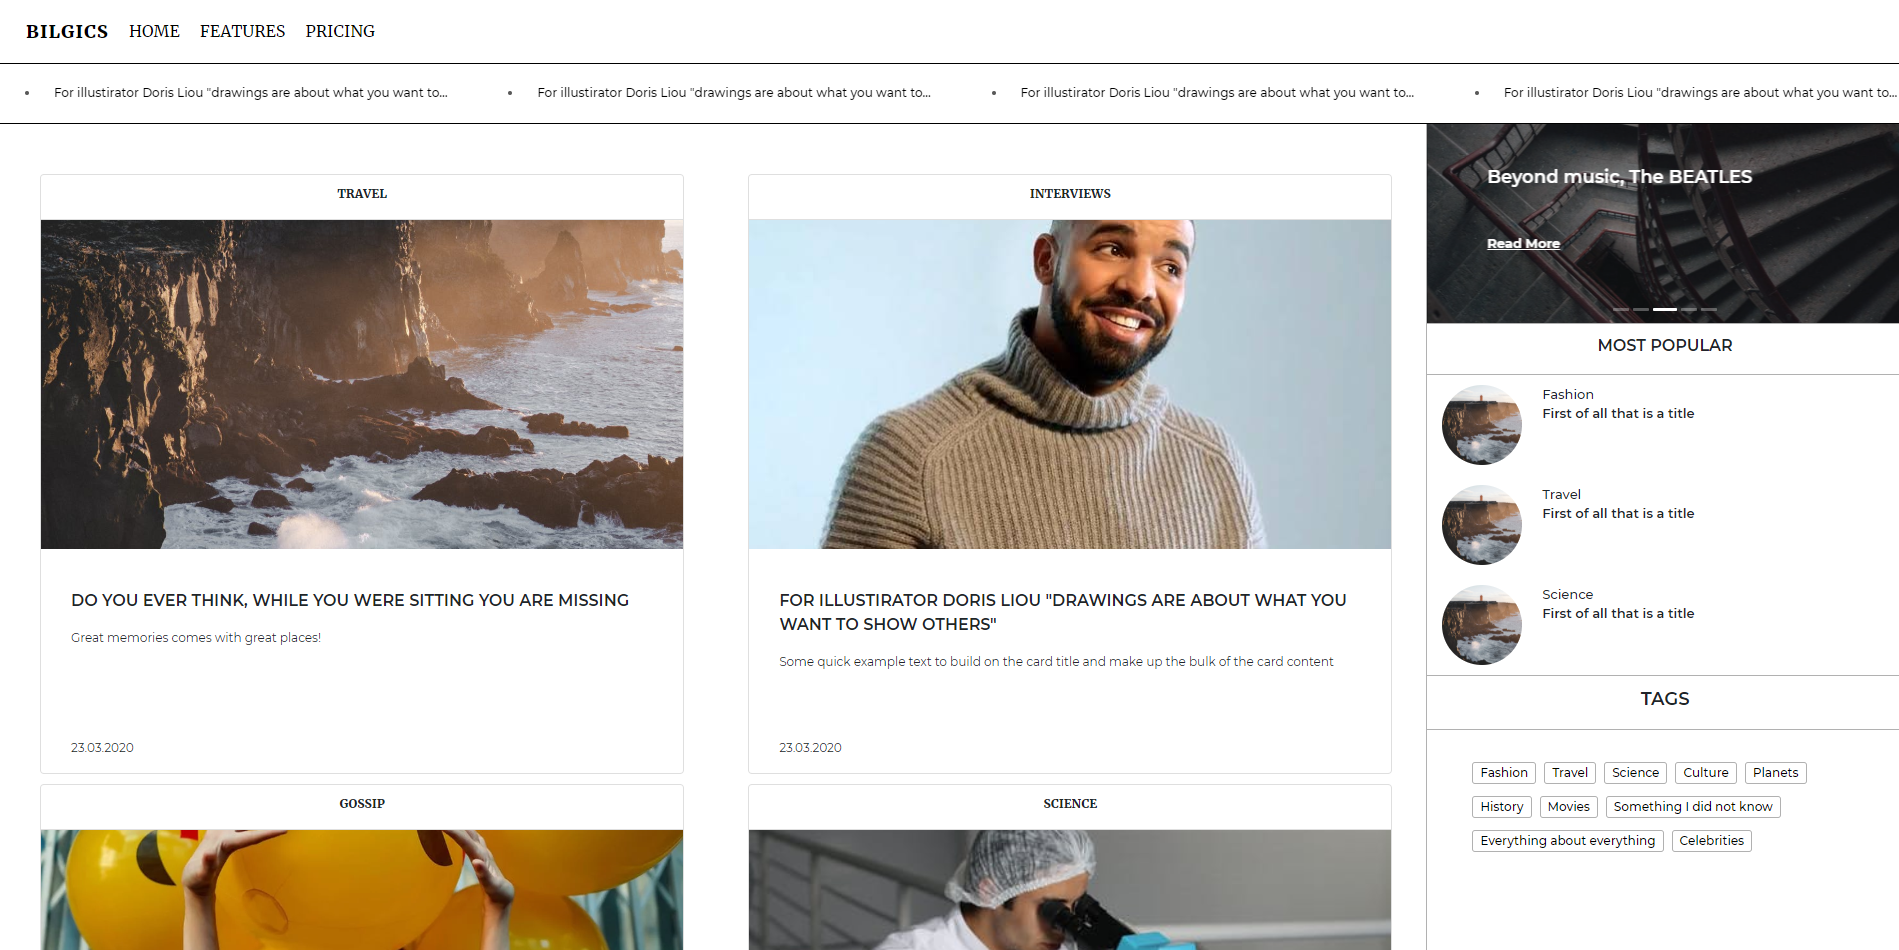 BILGICS HOME FEATURES PRICING
For illustirator Doris Liou "drawings are about what you want to...
For illustirator Doris Liou "drawings are about what you want to...
For illustirator Doris Liou "drawings are about what you want to...
For illustirator Doris Liou "drawings are about what you want to...
TRAVEL
DO YOU EVER THINK, WHILE YOU WERE SITTING YOU ARE MISSING
Great memories comes with great places!
23.03.2020
INTERVIEWS
FOR ILLUSTIRATOR DORIS LIOU "DRAWINGS ARE ABOUT WHAT YOU
WANT TO SHOW OTHERS"
Some quick example text to build on the card title and make up the bulk of the card content
23.03.2020
GOSSIP
SCIENCE
Beyond music, The BEATLES
Read More
MOST POPULAR
Fashion
First of all that is a title
Travel
First of all that is a title
Science
First of all that is a title
TAGS
Fashion Travel Science Culture Planets
History Movies Something I did not know
Everything about everything Celebrities